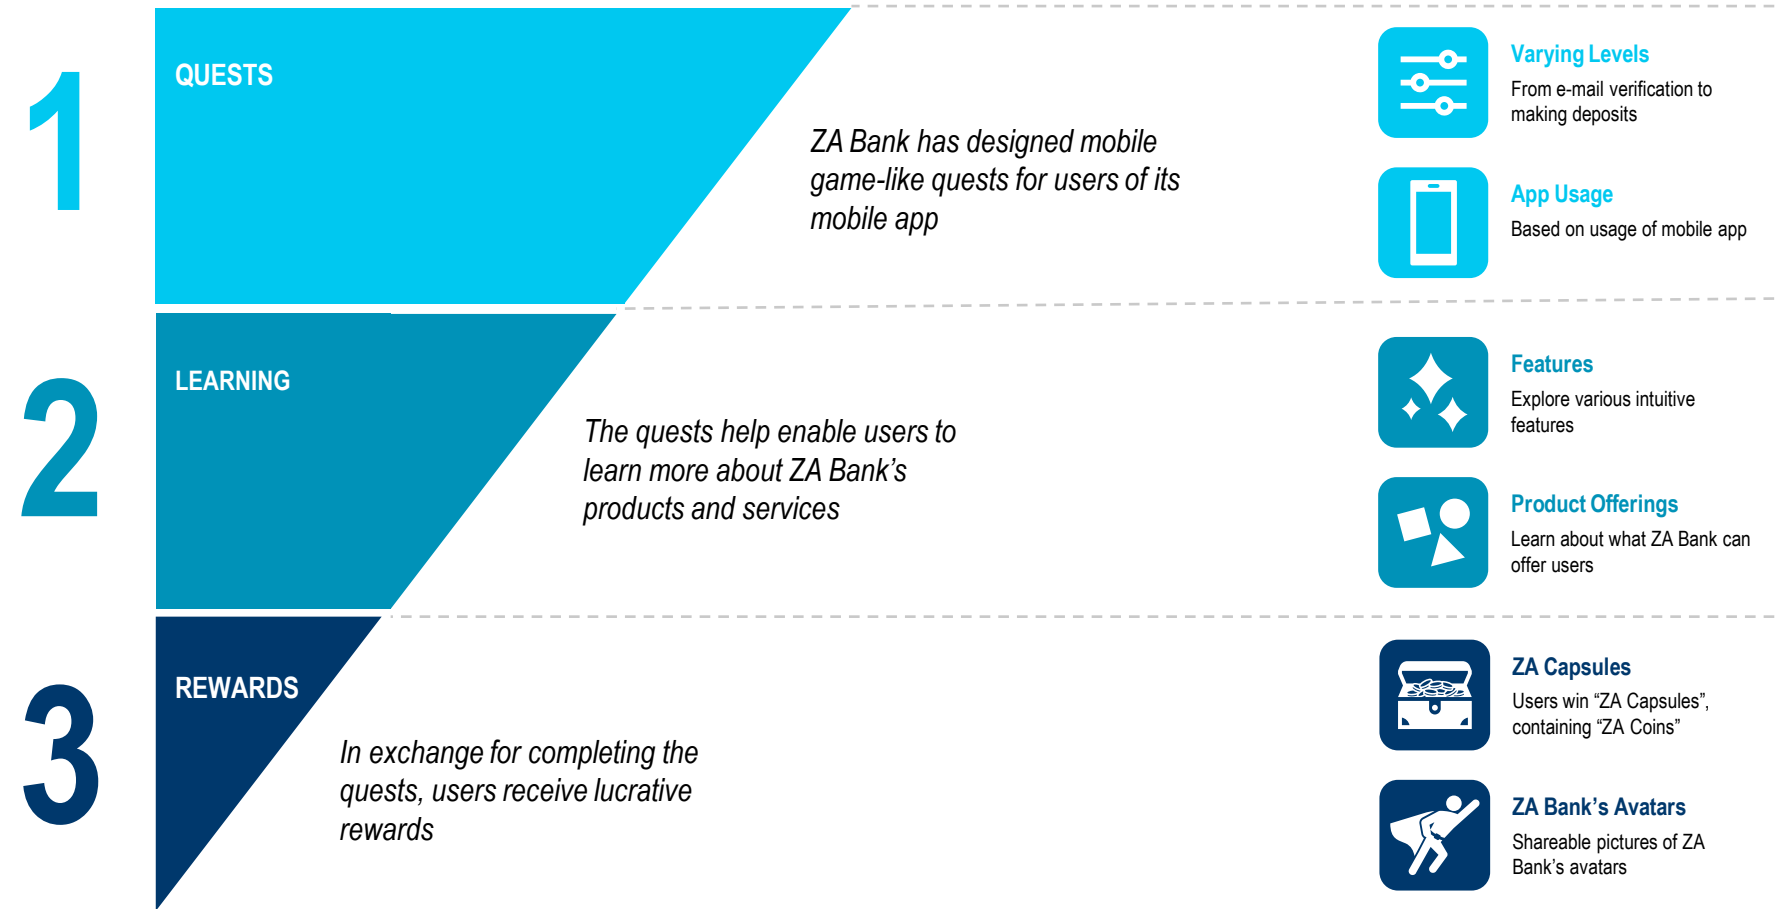 1
QUESTS
ZA Bank has designed mobile
game-like quests for users of its
mobile app
Varying Levels
From e-mail verification to
making deposits
App Usage
Based on usage of mobile app
2
LEARNING
The quests help enable users to
learn more about ZA Bank’s
products and services
Features
Explore various intuitive
features
Product Offerings
Learn about what ZA Bank can
offer users
3
REWARDS
In exchange for completing the
quests, users receive lucrative
rewards
ZA Capsules
Users win “ZA Capsules”,
containing “ZA Coins”
ZA Bank’s Avatars
Shareable pictures of ZA
Bank’s avatars